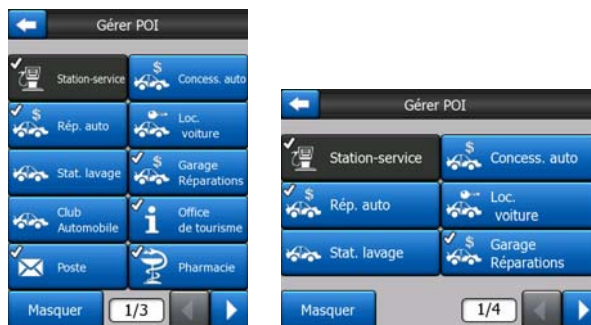 Gérer POI
Station-service
Concess. auto
Rép. auto
Loc.
voiture
Stat. lavage
Garage
Réparations
Club
Automobile
Office
de tourisme
Poste
Pharmacie
Masquer
1/3
Gérer POI
Station-service
Concess. auto
Rép. auto
Loc.
voiture
Stat. lavage
Garage
Réparations
Masquer
1/4